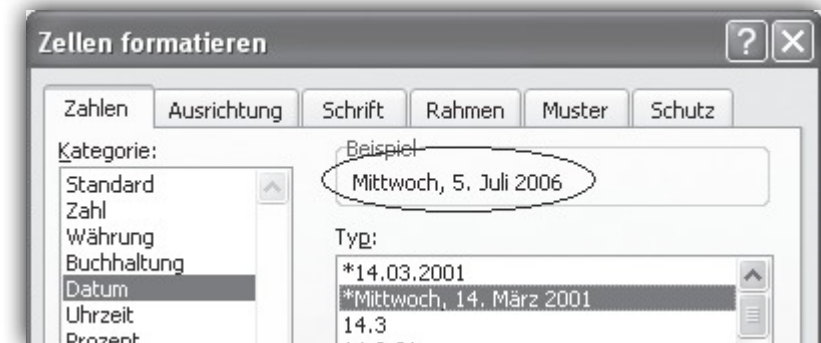 Zellen formatieren
Zahlen Ausrichtung Schrift Rahmen Muster Schutz
Kategorie:
Standard
Zahl
Währung
Buchhaltung
Datum
Uhrzeit
Prozent
Beispiel
Mittwoch, 5. Juli 2006
Typ:
*14.03.2001
*Mittwoch, 14. März 2001
14.3